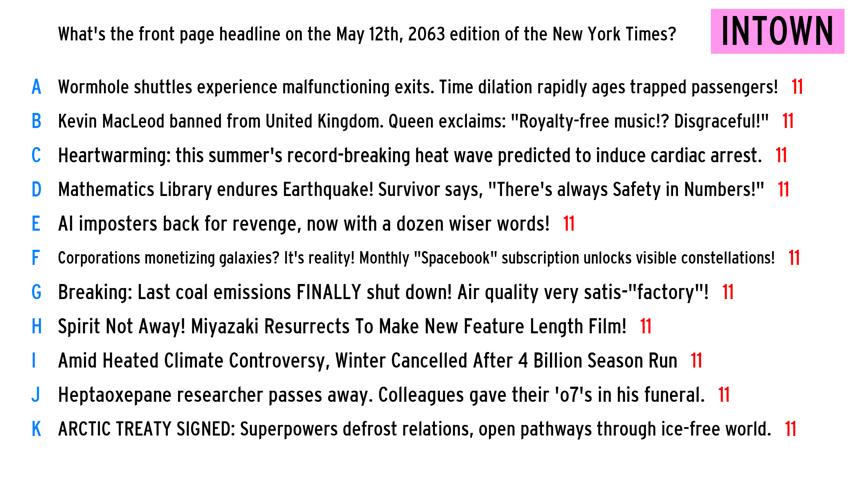 What's the front page headline on the May 12th, 2063 edition of the New York Times? INTOWN
A Wormhole shuttles experience malfunctioning exits. Time dilation rapidly ages trapped passengers! 11
B Kevin MacLeod banned from United Kingdom. Queen exclaims: "Royalty-free music!? Disgraceful!" 11
C Heartwarming: this summer's record-breaking heat wave predicted to induce cardiac arrest. 11
D Mathematics Library endures Earthquake! Survivor says, "There's always Safety in Numbers!" 11
E AI imposters back for revenge, now with a dozen wiser words! 11
F Corporations monetizing galaxies? It's reality! Monthly "Spacebook" subscription unlocks visible constellations! 11
G Breaking: Last coal emissions FINALLY shut down! Air quality very satis-"factory"! 11
H Spirit Not Away! Miyazaki Resurrects To Make New Feature Length Film! 11
I Amid Heated Climate Controversy, Winter Cancelled After 4 Billion Season Run 11
J Heptaoxepane researcher passes away. Colleagues gave their 'o7's in his funeral. 11
K ARCTIC TREATY SIGNED: Superpowers defrost relations, open pathways through ice-free world. 11